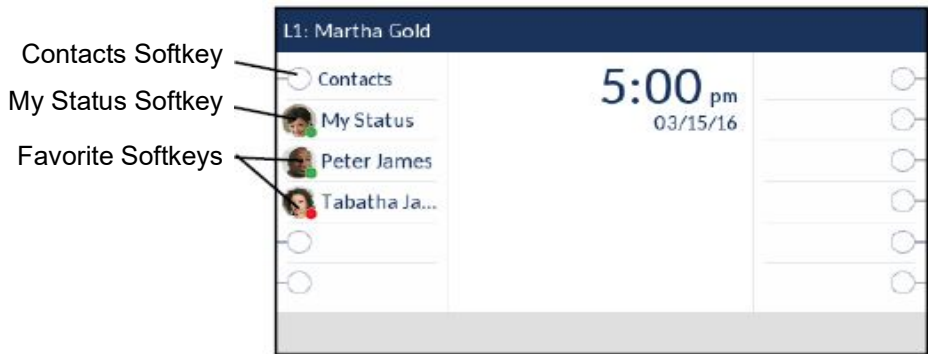 L1: Martha Gold
Contacts Softkey
Contacts
5:00 pm
My Status Softkey
My Status
03/15/16
Favorite Softkeys
Peter James
Tabatha Ja...